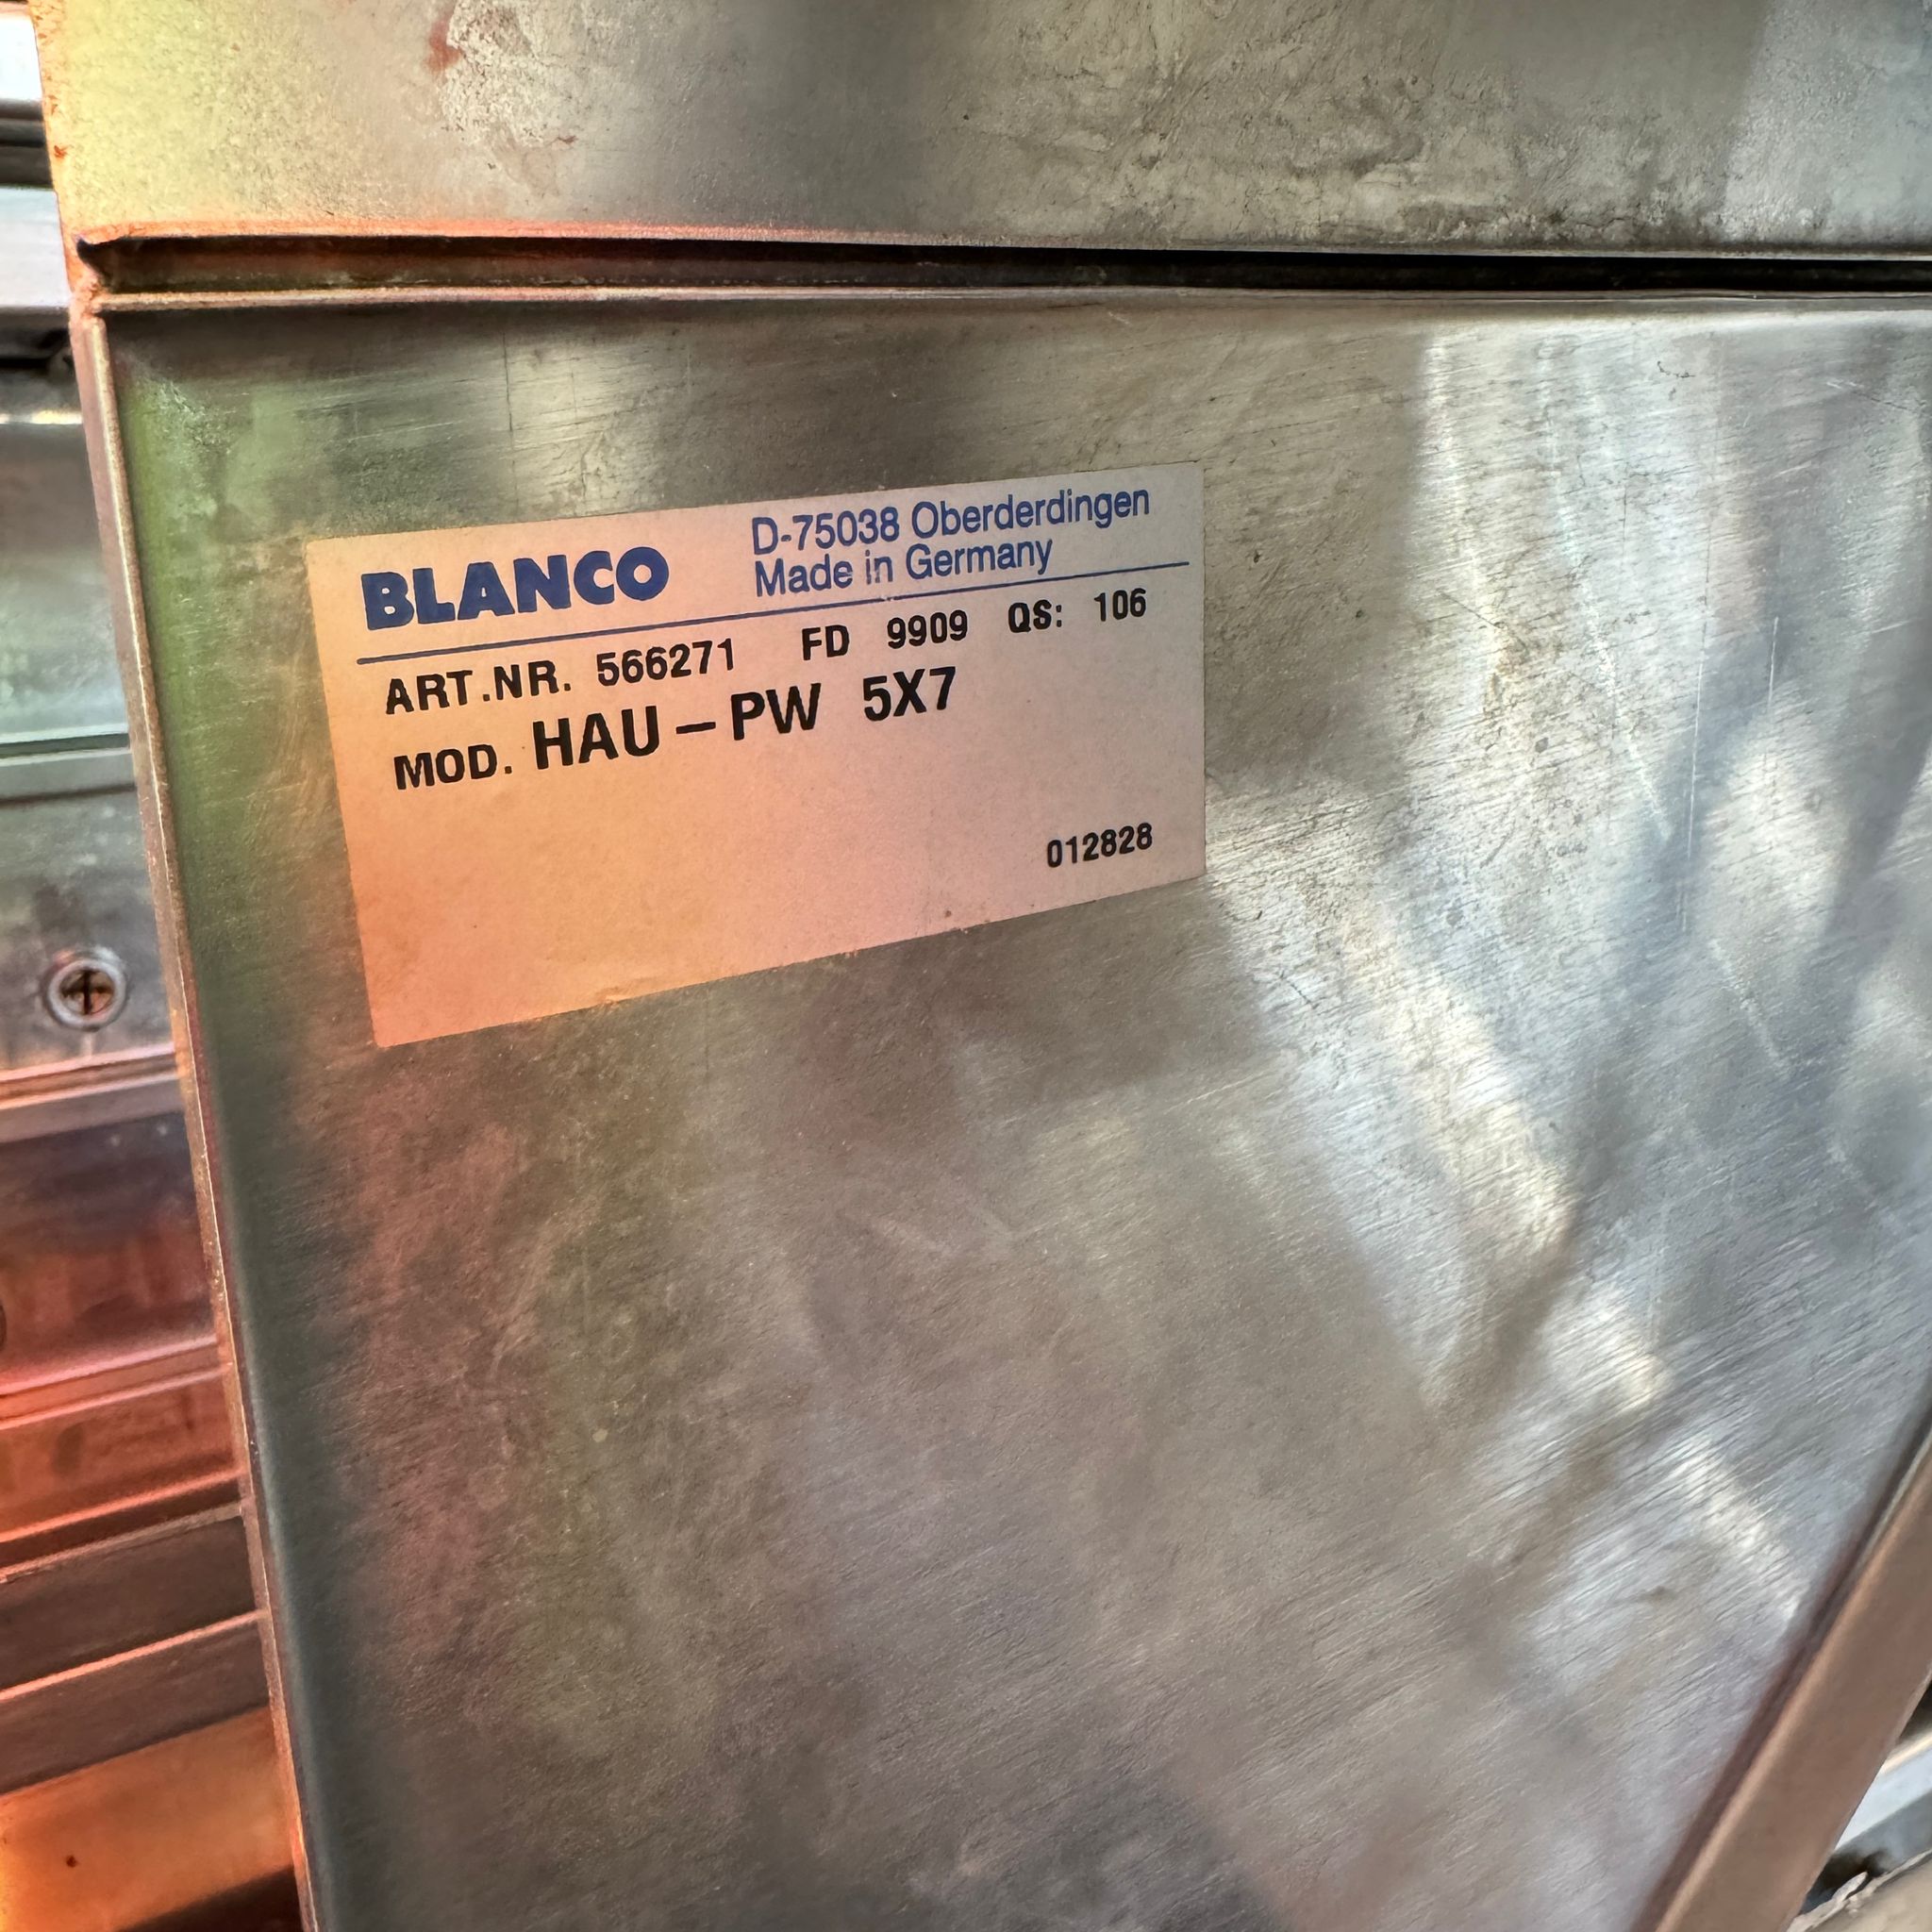 BLANCO
D-75038 Oberderdingen
Made in Germany
ART.NR. 566271 FD 9909 QS: 106
MOD. HAU-PW 5X7
012828